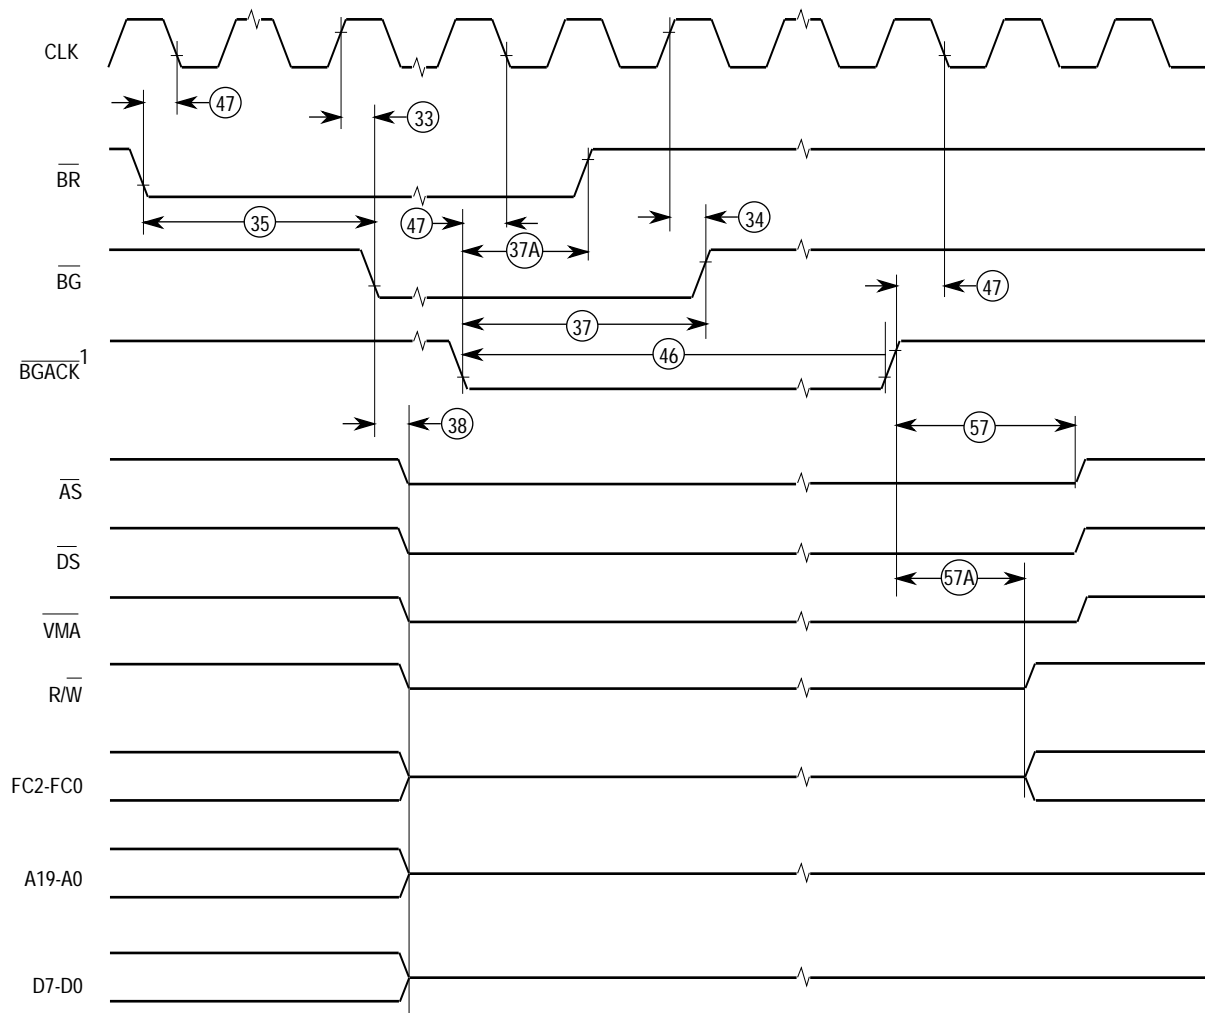 CLK
47
33
BR
35
47
37A
34
BG
47
37
BGACK1
46
38
57
AS
DS
57A
VMA
R/W
FC2-FC0
A19-A0
D7-D0